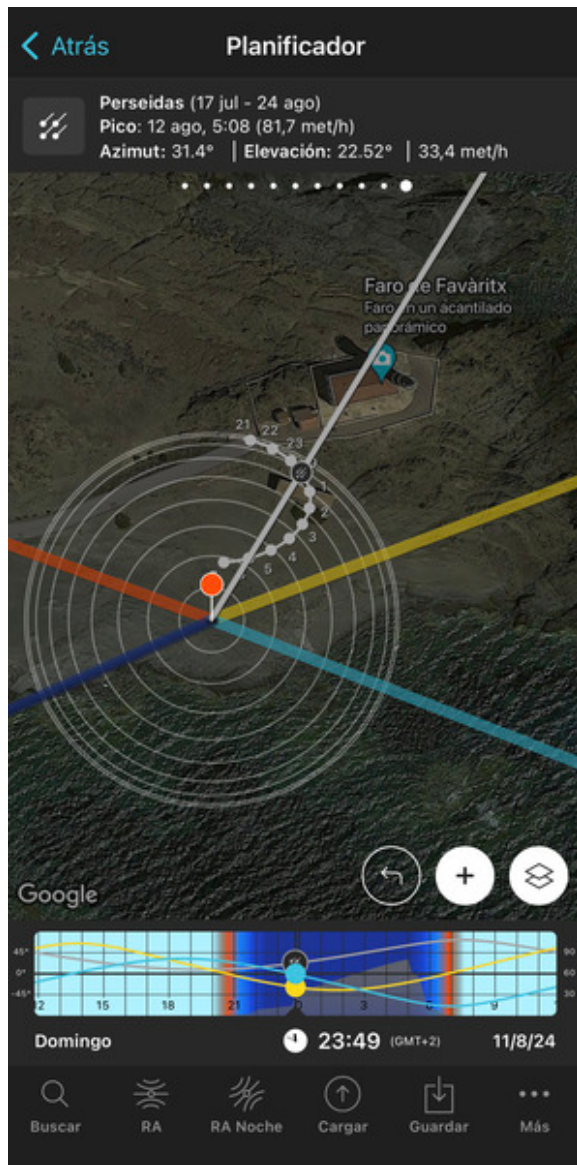 Atrás
Planificador
Perseidas (17 jul - 24 ago)
Pico: 12 ago, 5:08 (81,7 met/h)
Azimut: 31.4° | Elevación: 22.52° | 33,4 met/h
Faro de Favàritx
Faro en un acantilado
panorámico
21
22
23
1
2
3
4
5
Google
45°
0°
-45°
90
60
30
12 15 18 21 0 3 6 9
Domingo
23:49 (GMT+2)
11/8/24
Buscar
RA
RA Noche
Cargar
Guardar
Más